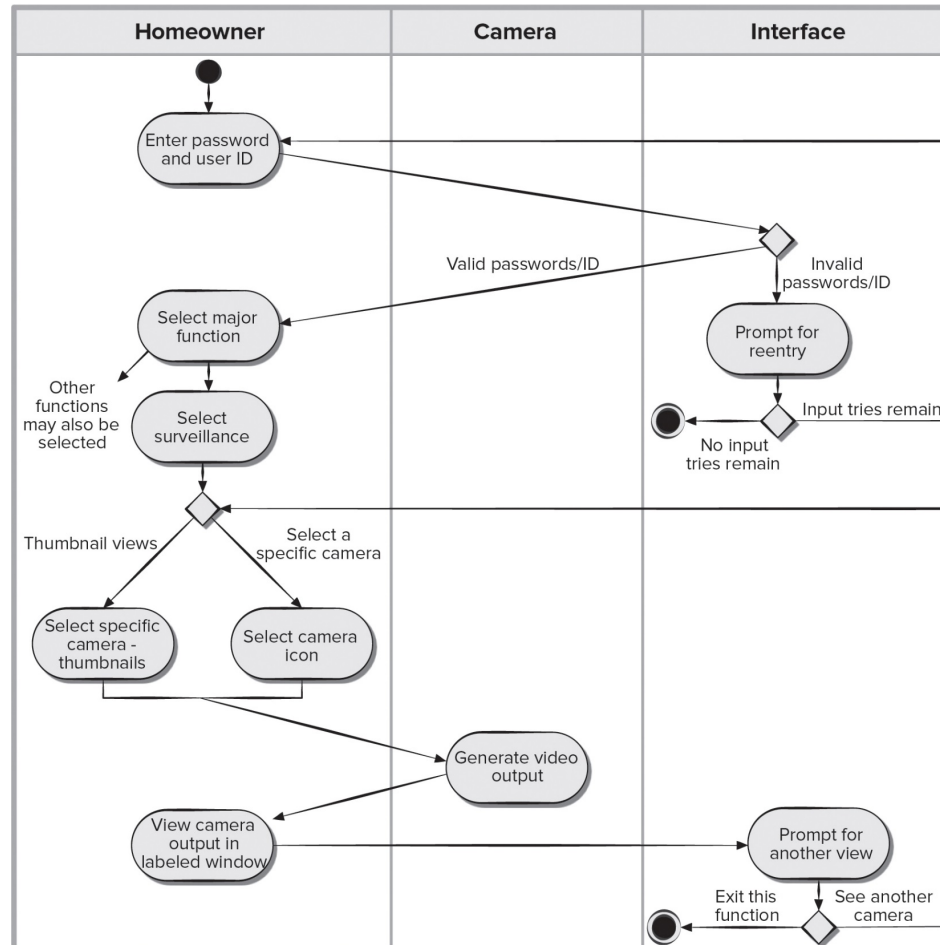 Homeowner
Camera
Interface
Enter password
and user ID
Valid passwords/ID
Invalid
passwords/ID
Select major
function
Prompt for
reentry
Other
functions
may also be
selected
Select
surveillance
Input tries remain
No input
tries remain
Thumbnail views
Select a
specific camera
Select specific
camera -
thumbnails
Select camera
icon
Generate video
output
View camera
output in
labeled window
Prompt for
another view
Exit this
function
See another
camera